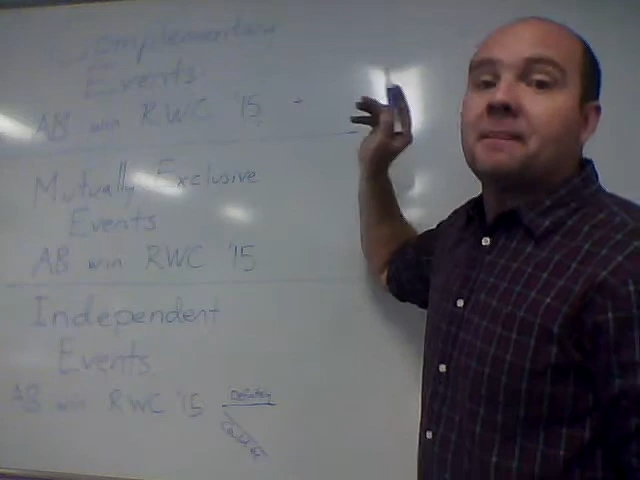 Complementary
Events
AB win RWC '15 -
Mutually Exclusive
Events
AB win RWC '15
Independent
Events
AB win RWC '15 Definitely